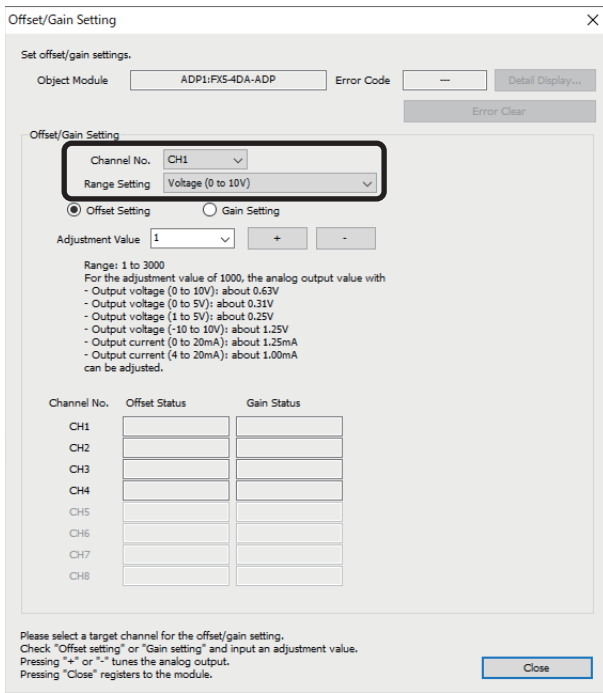 Offset/Gain Setting
Set offset/gain settings.
Object Module ADP1:FX5-4DA-ADP Error Code --- Detail Display...
Error Clear
Offset/Gain Setting
Channel No. CH1
Range Setting Voltage (0 to 10V)
Offset Setting Gain Setting
Adjustment Value 1 + -
Range: 1 to 3000
For the adjustment value of 1000, the analog output value with
- Output voltage (0 to 10V): about 0.63V
- Output voltage (0 to 5V): about 0.31V
- Output voltage (1 to 5V): about 0.25V
- Output voltage (-10 to 10V): about 1.25V
- Output current (0 to 20mA): about 1.25mA
- Output current (4 to 20mA): about 1.00mA
can be adjusted.
Channel No. Offset Status Gain Status
CH1
CH2
CH3
CH4
CH5
CH6
CH7
CH8
Please select a target channel for the offset/gain setting.
Check "Offset setting" or "Gain setting" and input an adjustment value.
Pressing "+" or "-" tunes the analog output.
Pressing "Close" registers to the module.
Close